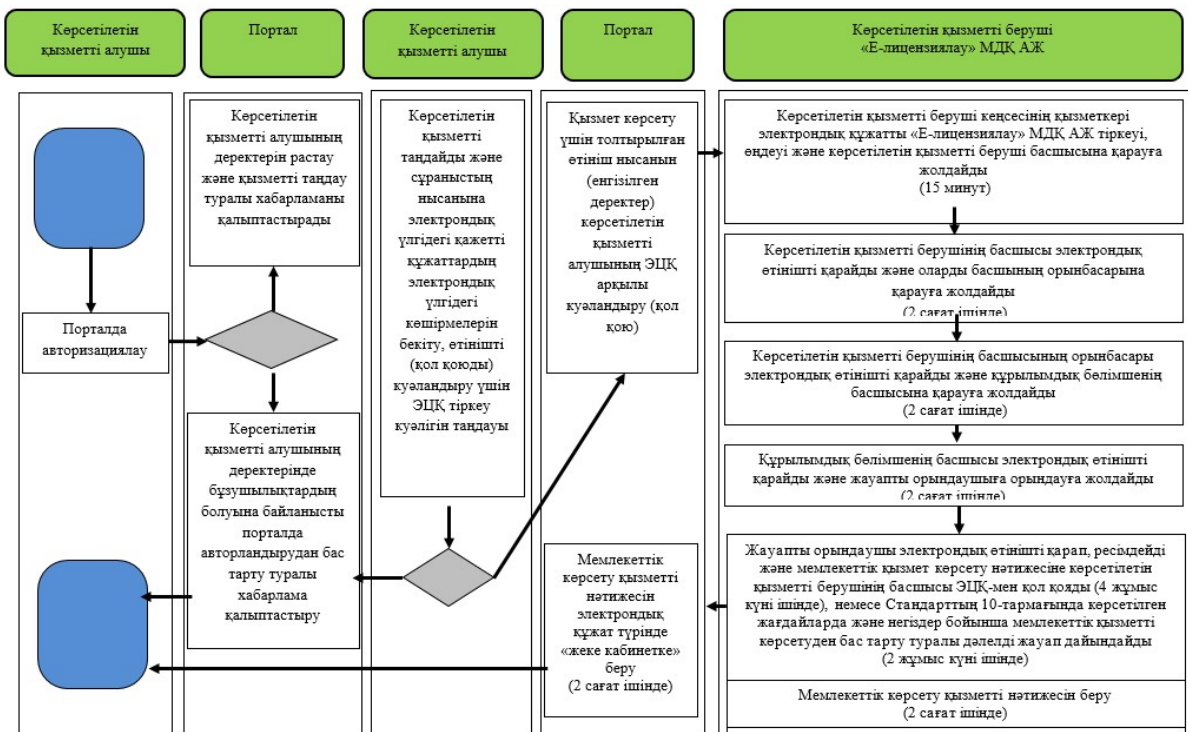 Көрсетілетін
қызметті алушы
Портал
Көрсетілетін
қызметті алушы
Портал
Көрсетілетін қызметті беруші
«Е-лицензиялау» МДҚ АЖ
Порталда
авторизациялау
Көрсетілетін
қызметті алушының
деректерін растау
және қызметті таңдау
туралы хабарламаны
қалыптастырады
Көрсетілетін
қызметті алушының
деректерінде
бұзушылықтардың
болуына байланысты
порталда
авторландырудан бас
тарту туралы
хабарлама
қалыптастыру
Көрсетілетін
қызметті
таңдайды және
сұраныстың
нысанына
электрондық
үлгідегі қажетті
құжаттардың
электрондық
үлгідегі
көшірмелерін
бекіту, өтінішті
(қол қоюды)
куәландыру үшін
ЭЦҚ тіркеу
куәлігін таңдауы
Қызмет көрсету
үшін толтырылған
өтініш нысанын
(енгізілген
деректер)
көрсетілетін
қызметті
алушының ЭЦҚ
арқылы
куәландыру (қол
қою)
Мемлекеттік
көрсету қызметті
нәтижесін
электрондық
құжат түрінде
«жеке кабинетке»
беру
(2 сағат ішінде)
Көрсетілетін қызметті беруші кеңсесінің қызметкері
электрондық құжатты «Е-лицензиялау» МДҚ АЖ тіркеуі,
өңдеуі және көрсетілетін қызметті беруші басшысына қарауға
жолдайды
(15 минут)
Көрсетілетін қызметті берушінің басшысы электрондық
өтінішті қарайды және оларды басшының орынбасарына
қарауға жолдайды
(2 сағат ішінде)
Көрсетілетін қызметті берушінің басшысының орынбасары
электрондық өтінішті қарайды және құрылымдық бөлімшенің
басшысына қарауға жолдайды
(2 сағат ішінде)
Құрылымдық бөлімшенің басшысы электрондық өтінішті
қарайды және жауапты орындаушыға орындауға жолдайды
(2 сағат ішінде)
Жауапты орындаушы электрондық өтінішті қарап, ресімдейді
және мемлекеттік қызмет көрсету нәтижесіне көрсетілетін
қызметті берушінің басшысы ЭЦҚ-мен қол қояды (4 жұмыс
күні ішінде), немесе Стандарттың 10-тармағында көрсетілген
жағдайларда және негіздер бойынша мемлекеттік қызметті
көрсетуден бас тарту туралы дәлелді жауап дайындайды
(2 жұмыс күні ішінде)
Мемлекеттік көрсету қызметті нәтижесін беру
(2 сағат ішінде)